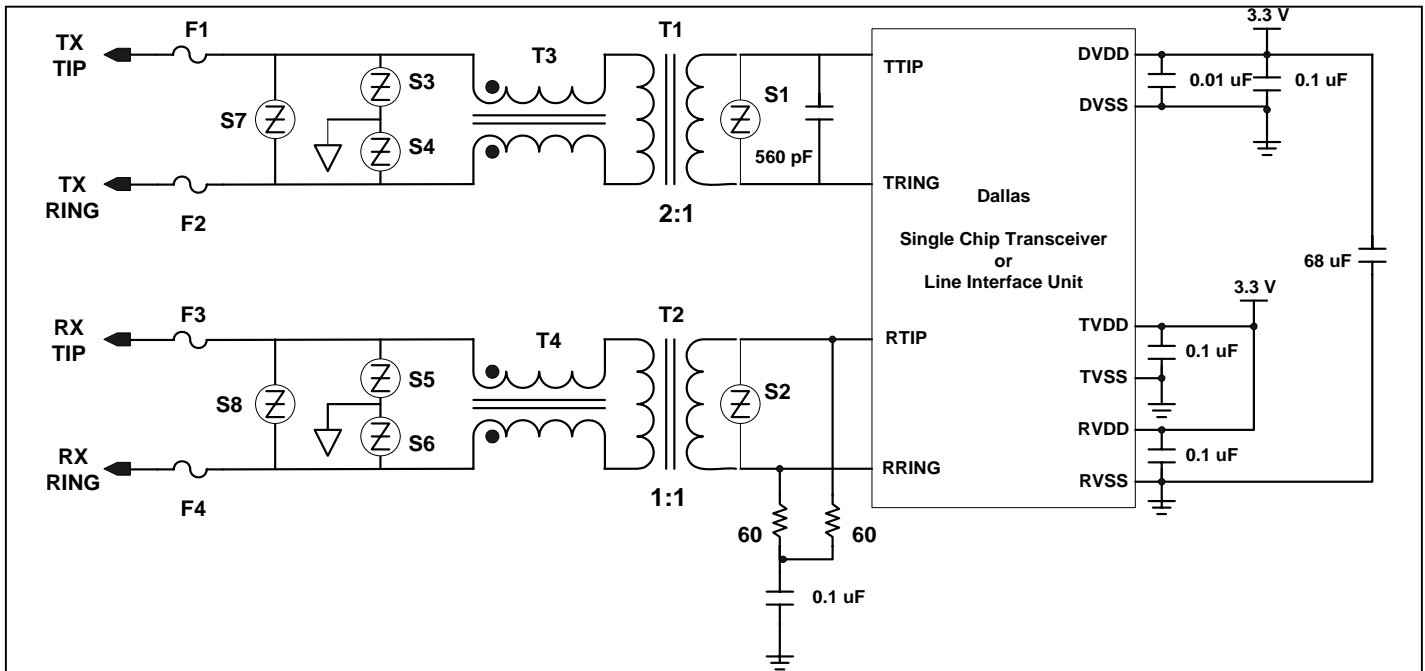 3.3 V
F1
TX
TIP
T3
T1
TTIP
DVDD
S3
S1
0.01 uF
0.1 uF
S7
DVSS
S4
560 pF
TX
RING
TRING
F2
2:1
Dallas
Single Chip Transceiver
or
Line Interface Unit
68 uF
3.3 V
F3
RX
TIP
T4
T2
RTIP
TVDD
0.1 uF
S5
TVSS
S8
S2
S6
RVDD
0.1 uF
RX
RING
RRING
RVSS
F4
1:1
60
60
0.1 uF